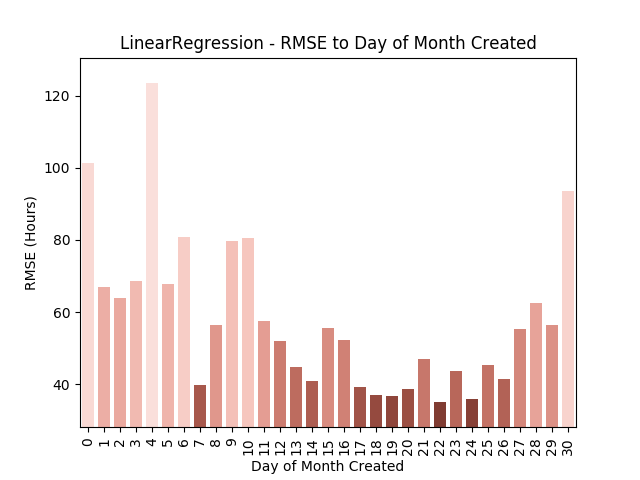 LinearRegression - RMSE to Day of Month Created
RMSE (Hours)
120
100
80
60
40
0 1 2 3 4 5 6 7 8 9 10 11 12 13 14 15 16 17 18 19 20 21 22 23 24 25 26 27 28 29 30
Day of Month Created